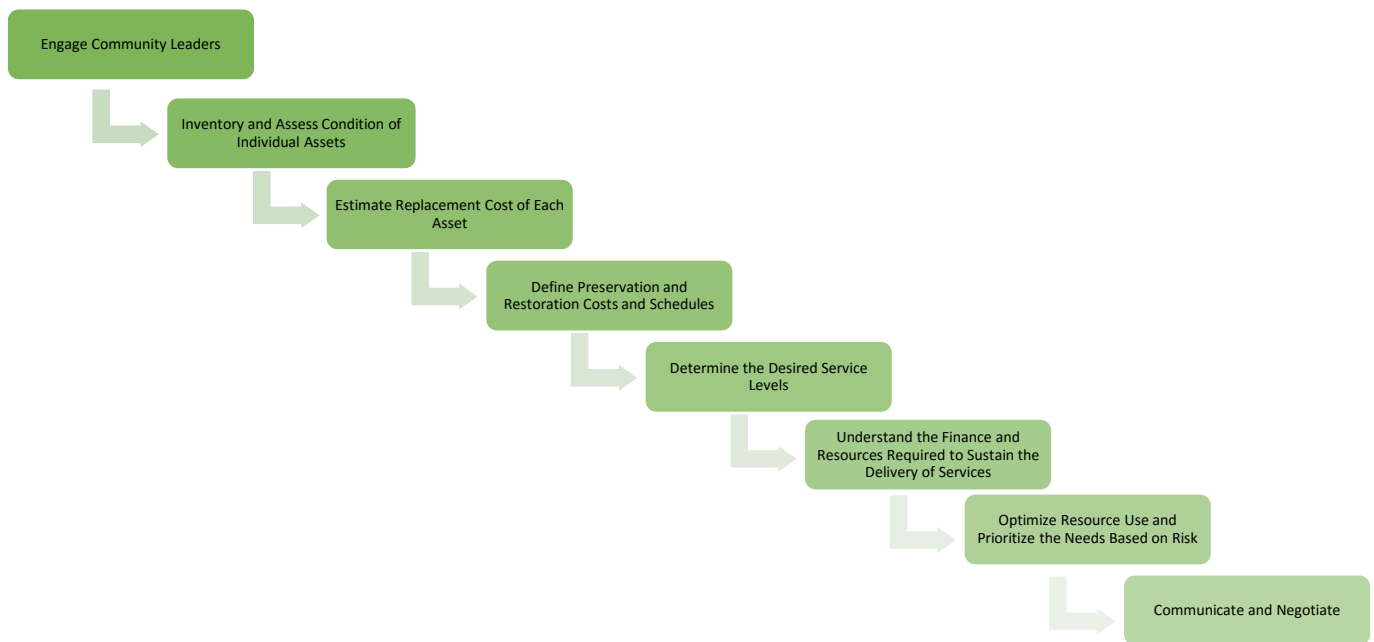 Engage Community Leaders
Inventory and Assess Condition of
Individual Assets
Estimate Replacement Cost of Each
Asset
Define Preservation and
Restoration Costs and Schedules
Determine the Desired Service
Levels
Understand the Finance and
Resources Required to Sustain the
Delivery of Services
Optimize Resource Use and
Prioritize the Needs Based on Risk
Communicate and Negotiate